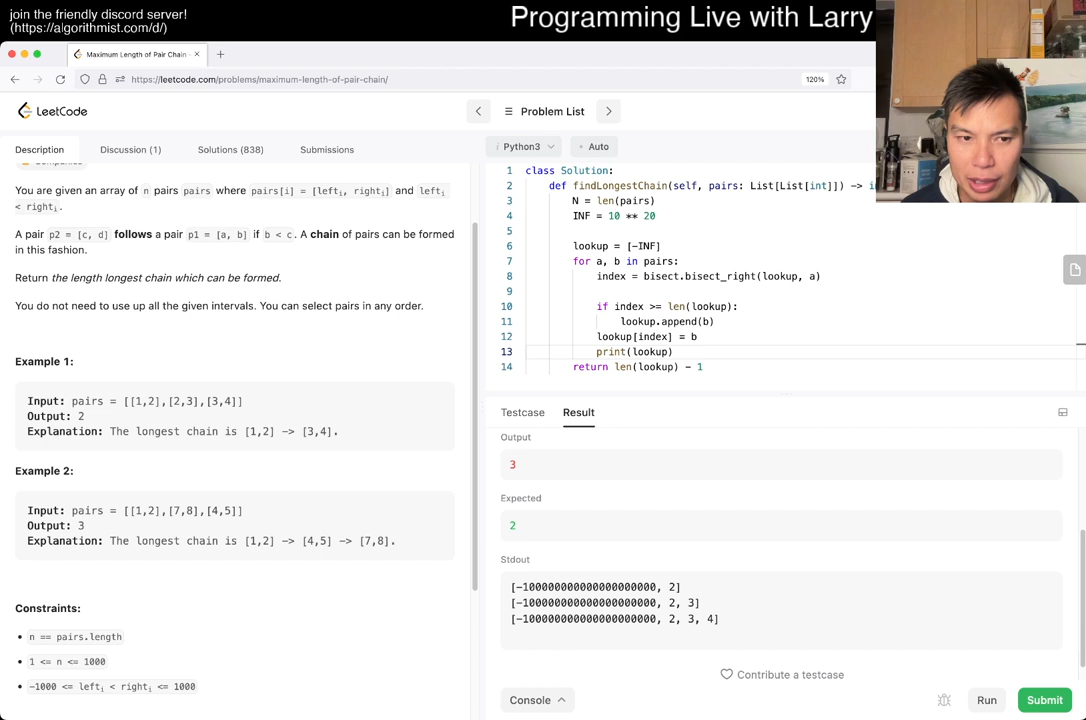 join the friendly discord server!
(https://algorithmist.com/d/)
Programming Live with Larry
Maximum Length of Pair Chain -
https://leetcode.com/problems/maximum-length-of-pair-chain/
120%
LeetCode
Problem List
Description
Discussion (1)
Solutions (838)
Submissions
You are given an array of n pairs pairs where pairs[i] = [lefti, righti] and lefti
< righti.
A pair p2 = [c, d] follows a pair p1 = [a, b] if b < c. A chain of pairs can be formed
in this fashion.
Return the length longest chain which can be formed.
You do not need to use up all the given intervals. You can select pairs in any order.
Example 1:
Input: pairs = [[1,2],[2,3],[3,4]]
Output: 2
Explanation: The longest chain is [1,2] -> [3,4].
Example 2:
Input: pairs = [[1,2],[7,8],[4,5]]
Output: 3
Explanation: The longest chain is [1,2] -> [4,5] -> [7,8].
Constraints:
n == pairs.length
1 <= n <= 1000
-1000 <= lefti < righti <= 1000
i Python3
Auto
1 class Solution:
2 def findLongestChain(self, pairs: List[List[int]]) ->
3 N = len(pairs)
4 INF = 10 ** 20
5
6 lookup = [-INF]
7 for a, b in pairs:
8 index = bisect.bisect_right(lookup, a)
9
10 if index >= len(lookup):
11 lookup.append(b)
12 lookup[index] = b
13 print(lookup)
14 return len(lookup) - 1
Testcase
Result
Output
3
Expected
2
Stdout
[-100000000000000000000, 2]
[-100000000000000000000, 2, 3]
[-100000000000000000000, 2, 3, 4]
Contribute a testcase
Console
Run
Submit